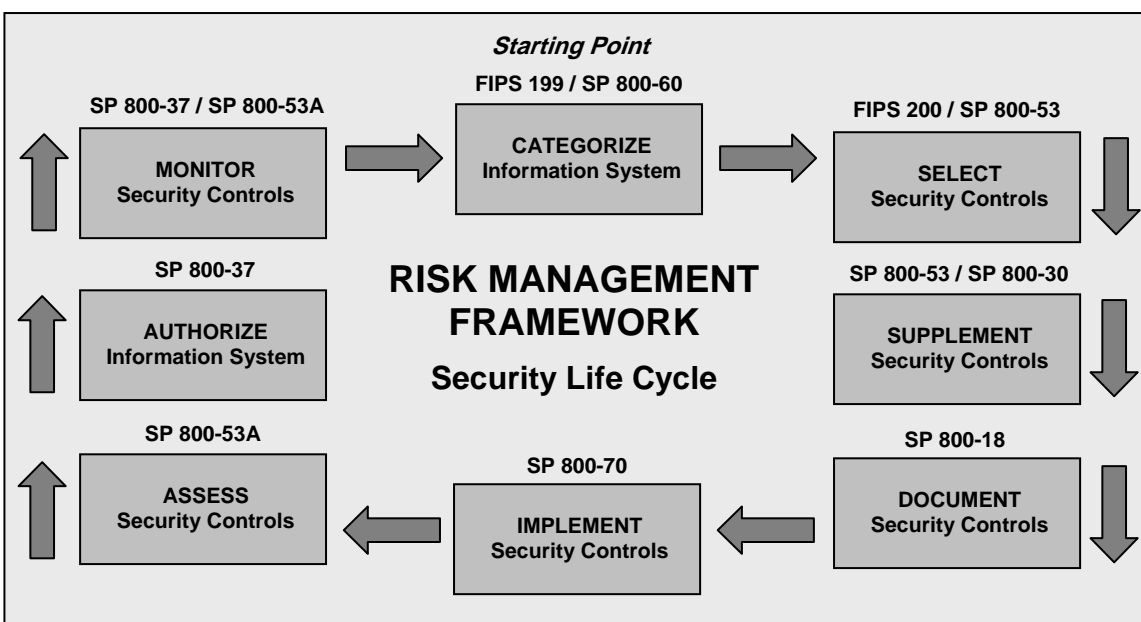 Starting Point
FIPS 199 / SP 800-60
CATEGORIZE
Information System
FIPS 200 / SP 800-53
SELECT
Security Controls
SP 800-53 / SP 800-30
SUPPLEMENT
Security Controls
SP 800-18
DOCUMENT
Security Controls
SP 800-70
IMPLEMENT
Security Controls
SP 800-53A
ASSESS
Security Controls
SP 800-37
AUTHORIZE
Information System
SP 800-37 / SP 800-53A
MONITOR
Security Controls
RISK MANAGEMENT
FRAMEWORK
Security Life Cycle